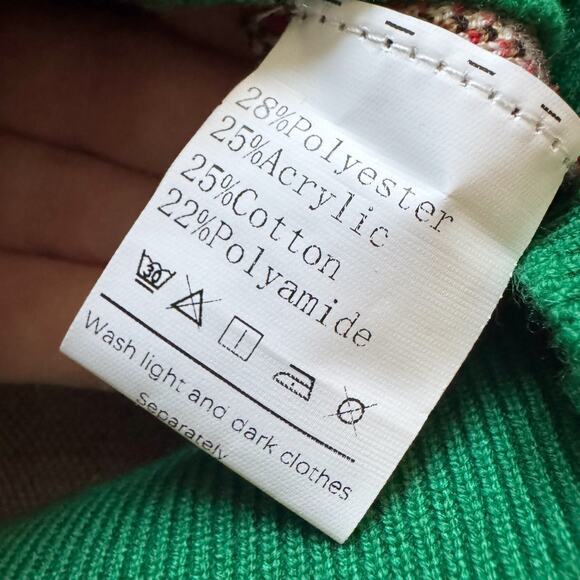 28%Polyester
25%Acrylic
25%Cotton
22%Polyamide
30
Wash light and dark clothes
separately